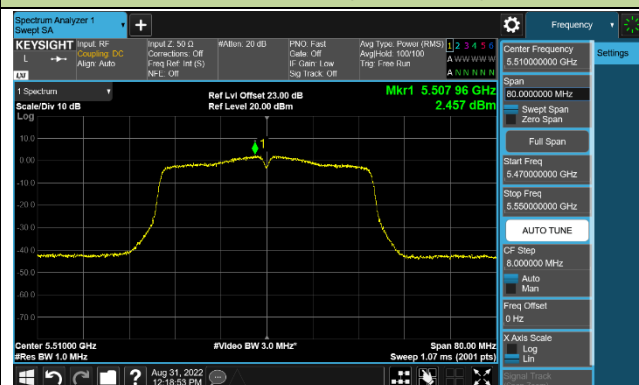 Spectrum Analyzer 1
Swept SA
+
Frequency
KEYSIGHT
L
LXI
Input: RF
Coupling: DC
Align: Auto
Input Z: 50 Ω
Corrections: Off
Freq Ref: Int (S)
NFE: Off
#Atten: 20 dB
PNO: Fast
Gate: Off
IF Gain: Low
Sig Track: Off
Avg Type: Power (RMS)
Avg|Hold: 100/100
Trig: Free Run
1 2 3 4 5 6
A W W W W W
A N N N N N
1 Spectrum
Scale/Div 10 dB
Log
Ref Lvl Offset 23.00 dB
Ref Level 20.00 dBm
Mkr1 5.507 96 GHz
2.457 dBm
1
10.0
0.00
-10.0
-20.0
-30.0
-40.0
-50.0
-60.0
-70.0
Center 5.51000 GHz
#Res BW 1.0 MHz
#Video BW 3.0 MHz*
Span 80.00 MHz
Sweep 1.07 ms (2001 pts)
Aug 31, 2022
12:18:53 PM
Center Frequency
5.510000000 GHz
Settings
Span
80.0000000 MHz
Swept Span
Zero Span
Full Span
Start Freq
5.470000000 GHz
Stop Freq
5.550000000 GHz
AUTO TUNE
CF Step
8.000000 MHz
Auto
Man
Freq Offset
0 Hz
X Axis Scale
Log
Lin
Signal Track